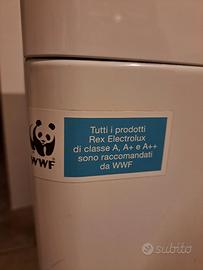 Tutti i prodotti
Rex Electrolux
di classe A, A+ e A++
sono raccomandati
da WWF
WWF
subito